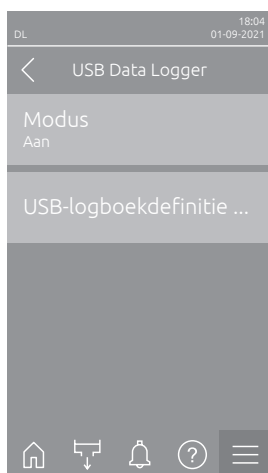 18:04
DL 01-09-2021
USB Data Logger
Modus
Aan
USB-logboekdefinitie ...
?